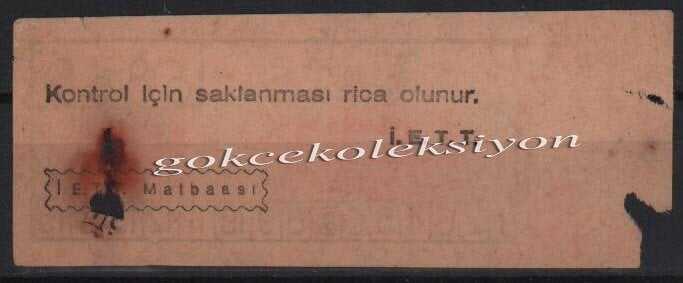 Kontrol için saklanması rica olunur.
İ.E.T.T.
gokcekoleksiyon
İ.E.T.T. Matbaası